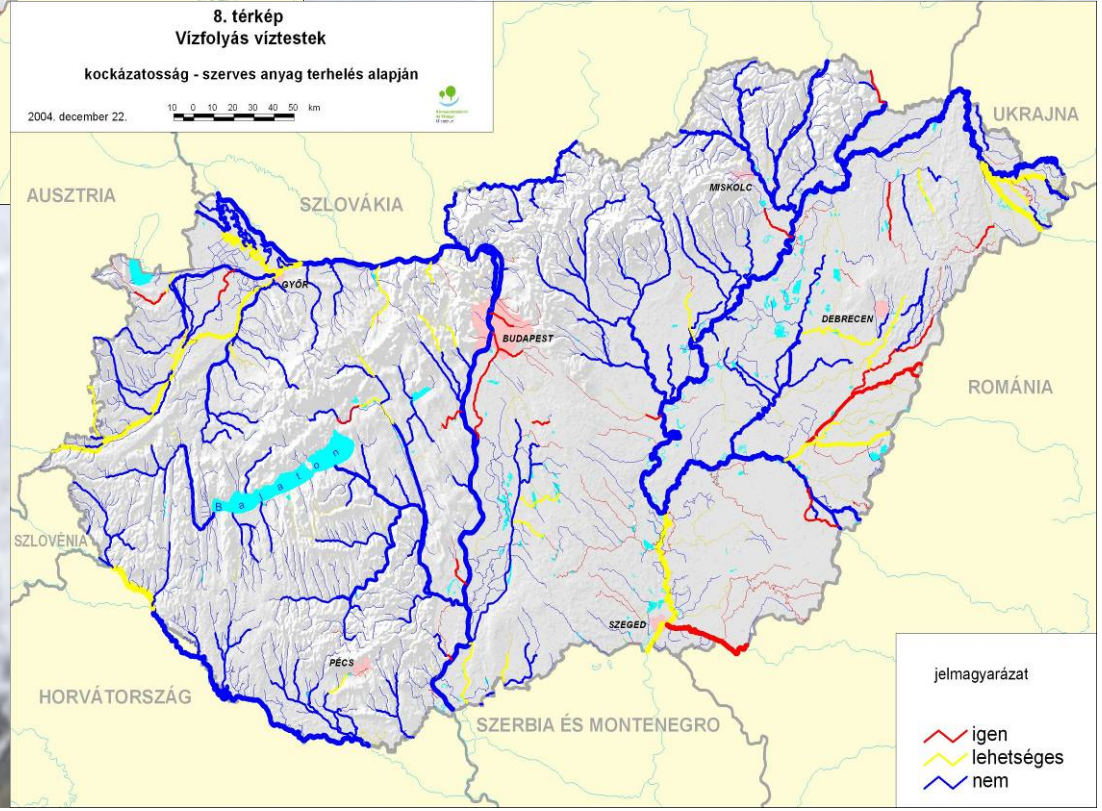 8. térkép
Vízfolyás víztestek
kockázatosság - szerves anyag terhelés alapján
2004. december 22.
10 0 10 20 30 40 50 km
UKRAJNA
AUSZTRIA
SZLOVÁKIA
MISKOLC
GYŐR
DEBRECEN
BUDAPEST
ROMÁNIA
Balaton
SZLOVÉNIA
SZEGED
PÉCS
HORVÁTORSZÁG
SZERBIA ÉS MONTENEGRO
jelmagyarázat
igen
lehetséges
nem